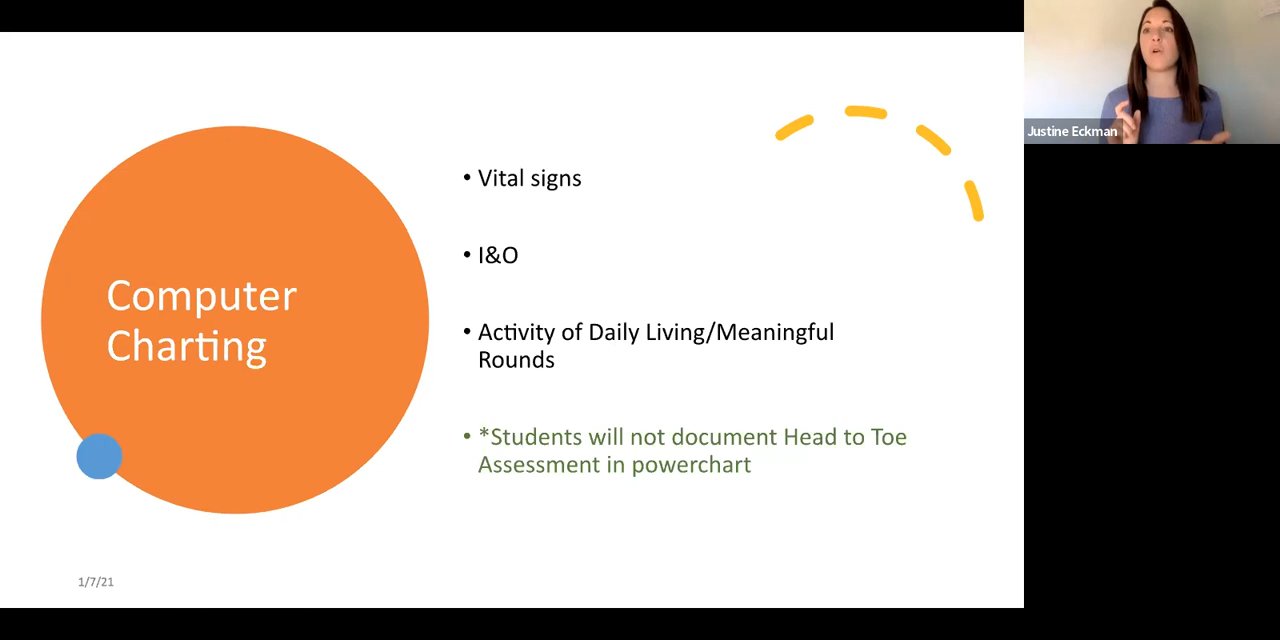 Computer
Charting
• Vital signs
• I&O
• Activity of Daily Living/Meaningful
Rounds
• *Students will not document Head to Toe
Assessment in powerchart
1/7/21
Justine Eckman